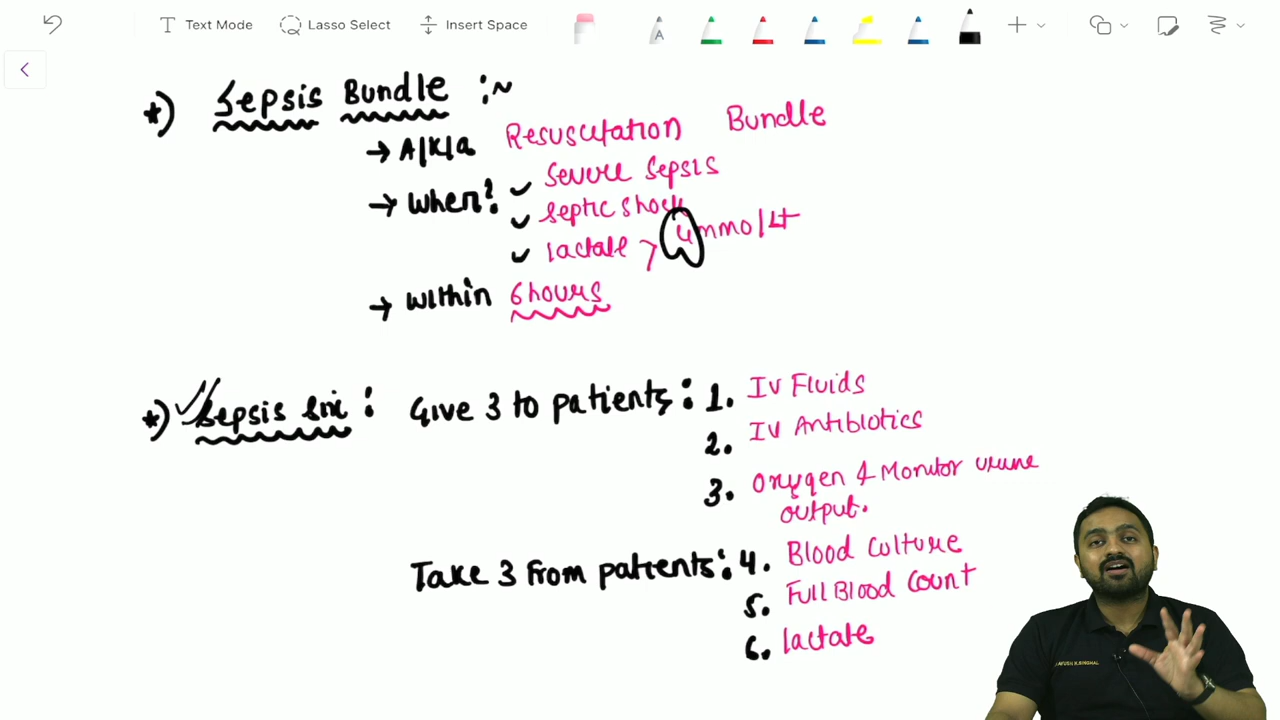 Text Mode Lasso Select Insert Space
A
*) Sepsis Bundle :~
→ A/K/a Resuscitation Bundle
→ When? ✓ Severe Sepsis
✓ Septic Shock
✓ lactate > 4 mmo/Lt
→ Within 6 hours
*) ✓ Sepsis Six : Give 3 to patients : 1. IV Fluids
2. IV Antibiotics
3. Oxygen & Monitor urine
output.
Take 3 From patients : 4. Blood Culture
5. Full Blood Count
6. lactate